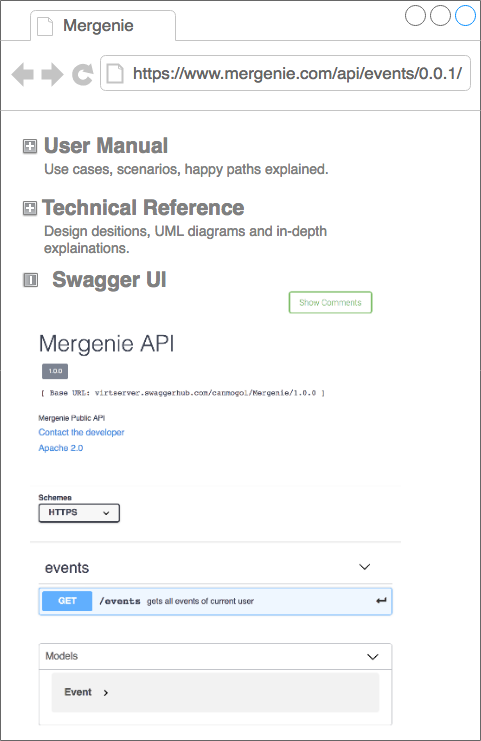 Mergenie
https://www.mergenie.com/api/events/0.0.1/
User Manual
Use cases, scenarios, happy paths explained.
Technical Reference
Design desitions, UML diagrams and in-depth
explainations.
Swagger UI
Show Comments
Mergenie API
1.0.0
[ Base URL: virtserver.swaggerhub.com/canmogol/Mergenie/1.0.0 ]
Mergenie Public API
Contact the developer
Apache 2.0
Schemes
HTTPS
events
GET /events gets all events of current user
Models
Event